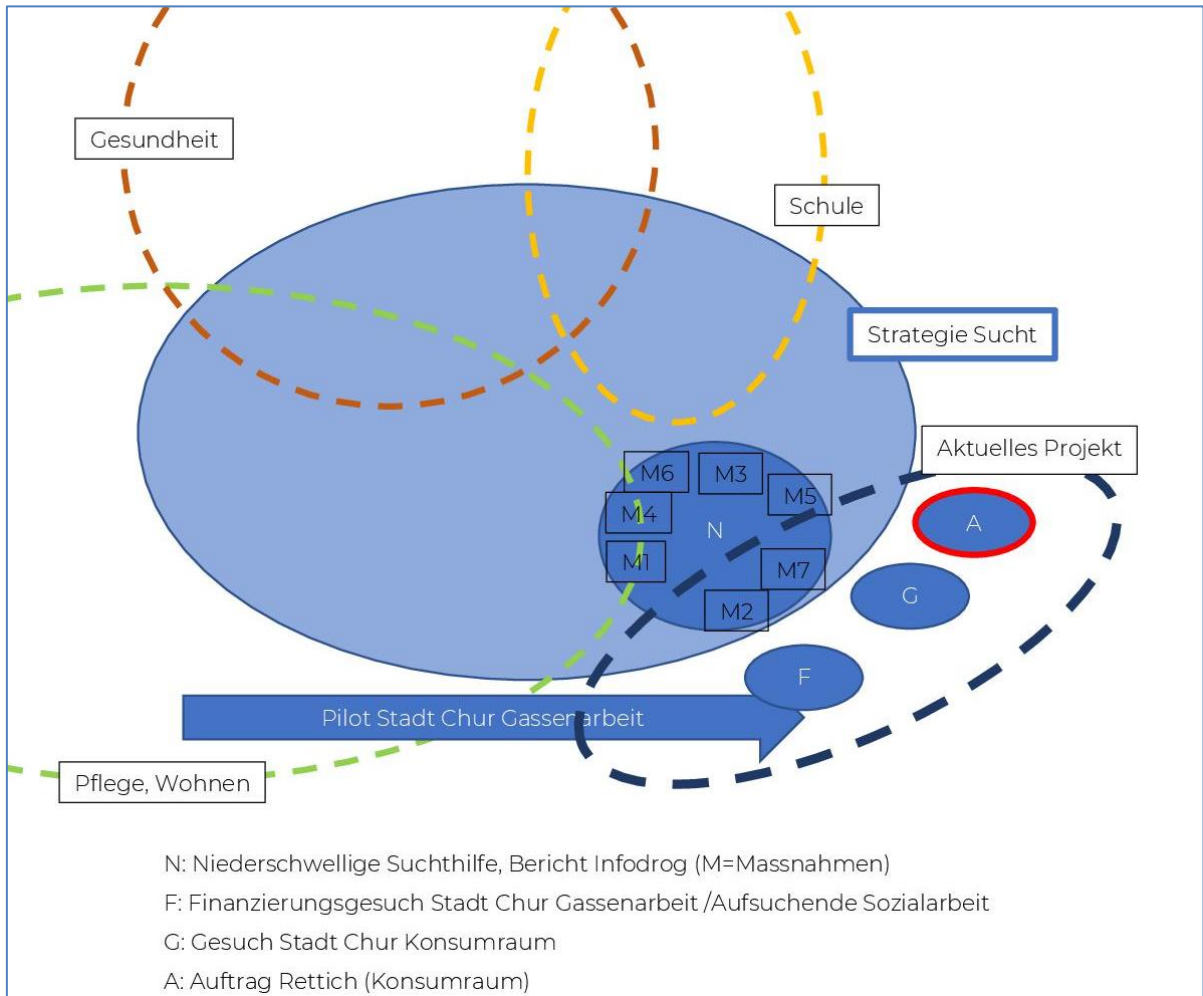 Gesundheit
Schule
Strategie Sucht
Aktuelles Projekt
M6
M3
M5
M4
N
A
M1
M7
G
M2
F
Pilot Stadt Chur Gassenarbeit
Pflege, Wohnen
N: Niederschwellige Suchthilfe, Bericht Infodrog (M=Massnahmen)
F: Finanzierungsgesuch Stadt Chur Gassenarbeit /Aufsuchende Sozialarbeit
G: Gesuch Stadt Chur Konsumraum
A: Auftrag Rettich (Konsumraum)